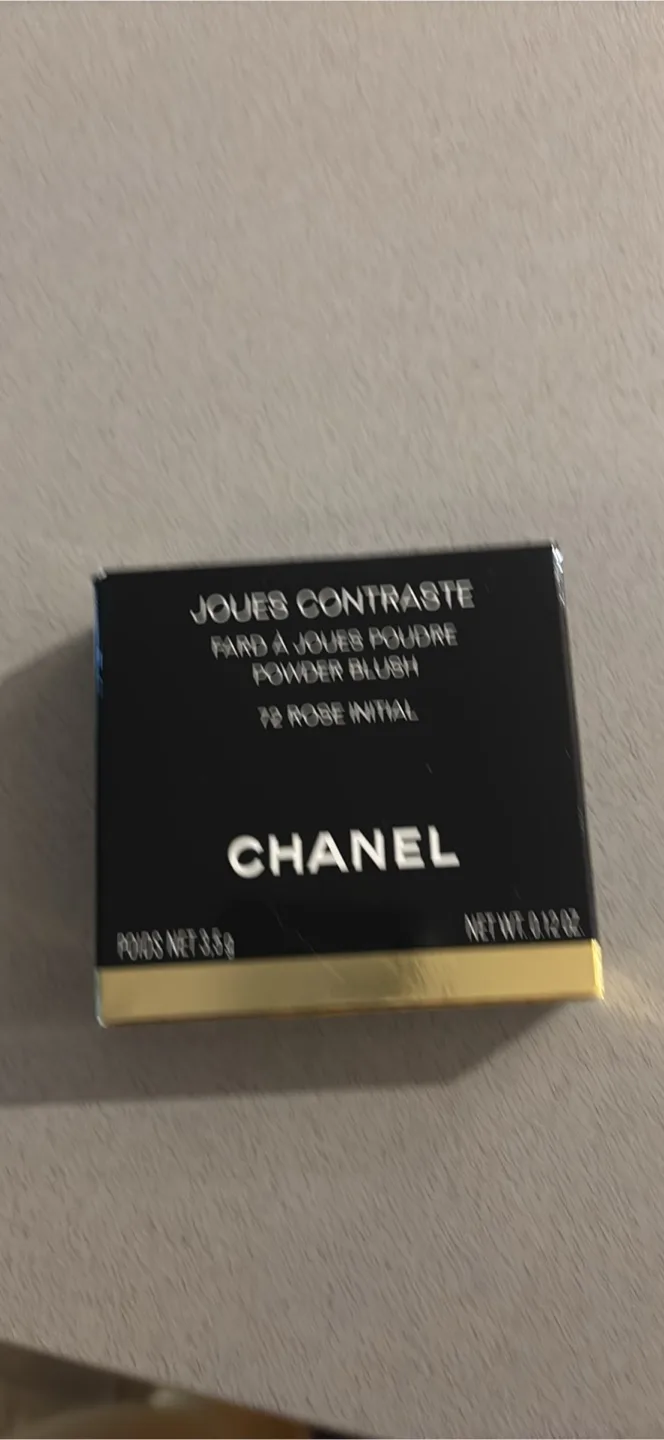 JOUES CONTRASTE
FARD À JOUES POUDRE
POWDER BLUSH
72 ROSE INITIAL
CHANEL
POIDS NET 3,5g
NET WT. 0.12 OZ.